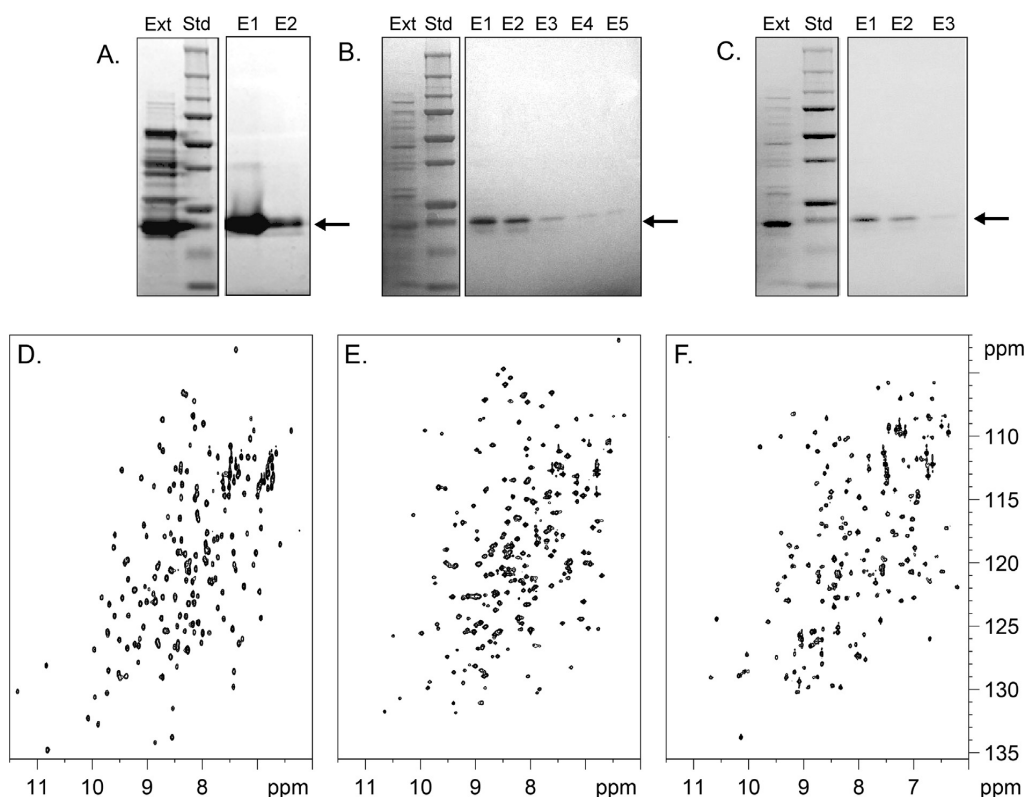 Ext Std E1 E2
A.
Ext Std E1 E2 E3 E4 E5
B.
Ext Std E1 E2 E3
C.
D.
E.
F.
ppm
110
115
120
125
130
135
11 10 9 8 ppm
11 10 9 8 ppm
11 10 9 8 7 ppm